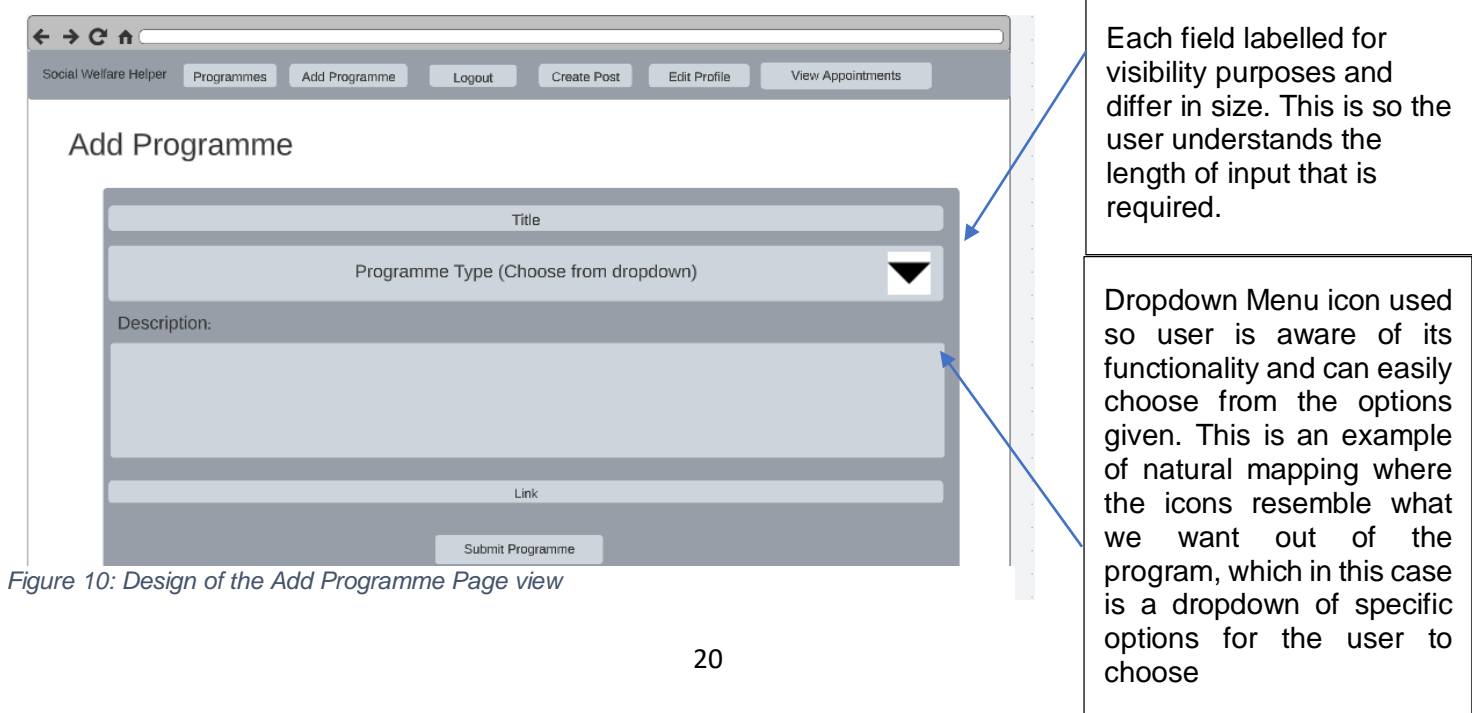 Social Welfare Helper Programmes Add Programme Logout Create Post Edit Profile View Appointments
Add Programme
Title
Programme Type (Choose from dropdown)
Description:
Link
Submit Programme
Figure 10: Design of the Add Programme Page view
Each field labelled for
visibility purposes and
differ in size. This is so the
user understands the
length of input that is
required.
Dropdown Menu icon used
so user is aware of its
functionality and can easily
choose from the options
given. This is an example
of natural mapping where
the icons resemble what
we want out of the
program, which in this case
is a dropdown of specific
options for the user to
choose
20